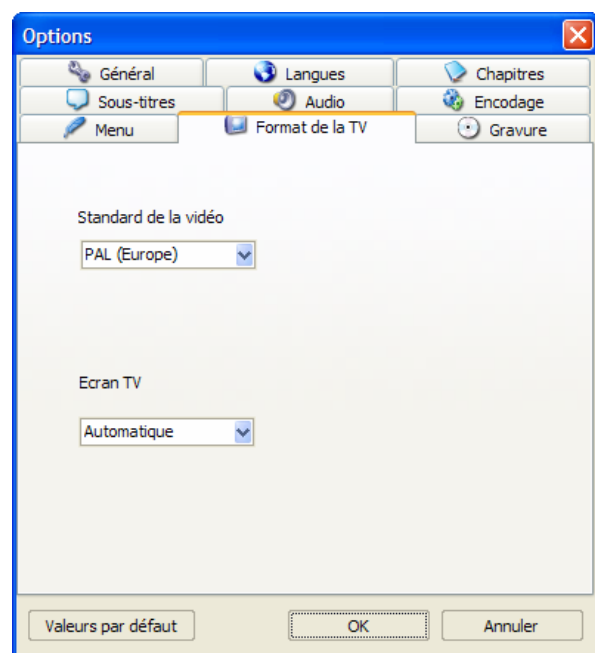 Options
Général Langues Chapitres
Sous-titres Audio Encodage
Menu Format de la TV Gravure
Standard de la vidéo
PAL (Europe)
Ecran TV
Automatique
Valeurs par défaut OK Annuler